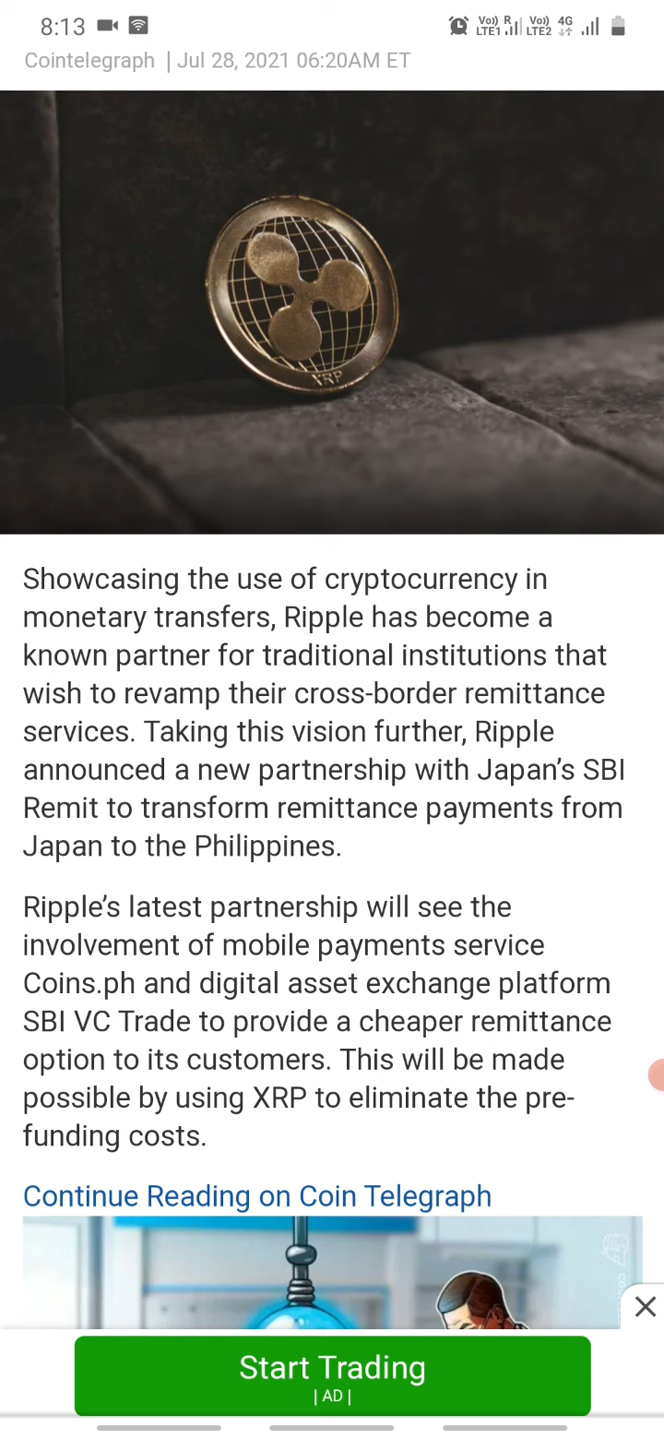 8:13
Vo)) R Vo)) 4G
LTE1 LTE2
Cointelegraph | Jul 28, 2021 06:20AM ET
XRP
Showcasing the use of cryptocurrency in
monetary transfers, Ripple has become a
known partner for traditional institutions that
wish to revamp their cross-border remittance
services. Taking this vision further, Ripple
announced a new partnership with Japan’s SBI
Remit to transform remittance payments from
Japan to the Philippines.
Ripple’s latest partnership will see the
involvement of mobile payments service
Coins.ph and digital asset exchange platform
SBI VC Trade to provide a cheaper remittance
option to its customers. This will be made
possible by using XRP to eliminate the pre-
funding costs.
Continue Reading on Coin Telegraph
Start Trading
| AD |